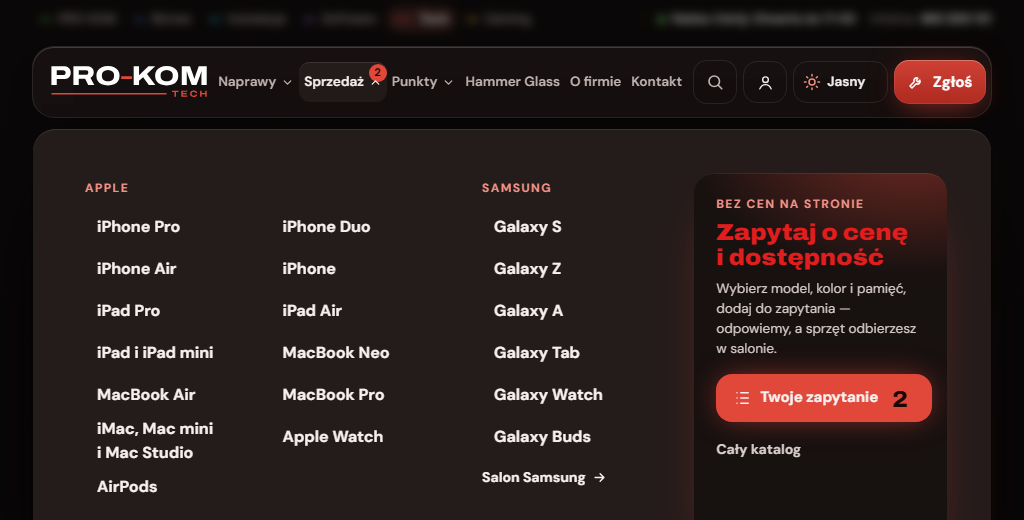 PRO-KOM
TECH
Naprawy
Sprzedaż
2
Punkty
Hammer Glass
O firmie
Kontakt
Jasny
Zgłoś
APPLE
iPhone Pro
iPhone Duo
iPhone Air
iPhone
iPad Pro
iPad Air
iPad i iPad mini
MacBook Neo
MacBook Air
MacBook Pro
iMac, Mac mini
i Mac Studio
Apple Watch
AirPods
SAMSUNG
Galaxy S
Galaxy Z
Galaxy A
Galaxy Tab
Galaxy Watch
Galaxy Buds
Salon Samsung →
BEZ CEN NA STRONIE
Zapytaj o cenę
i dostępność
Wybierz model, kolor i pamięć,
dodaj do zapytania —
odpowiemy, a sprzęt odbierzesz
w salonie.
Twoje zapytanie 2
Cały katalog